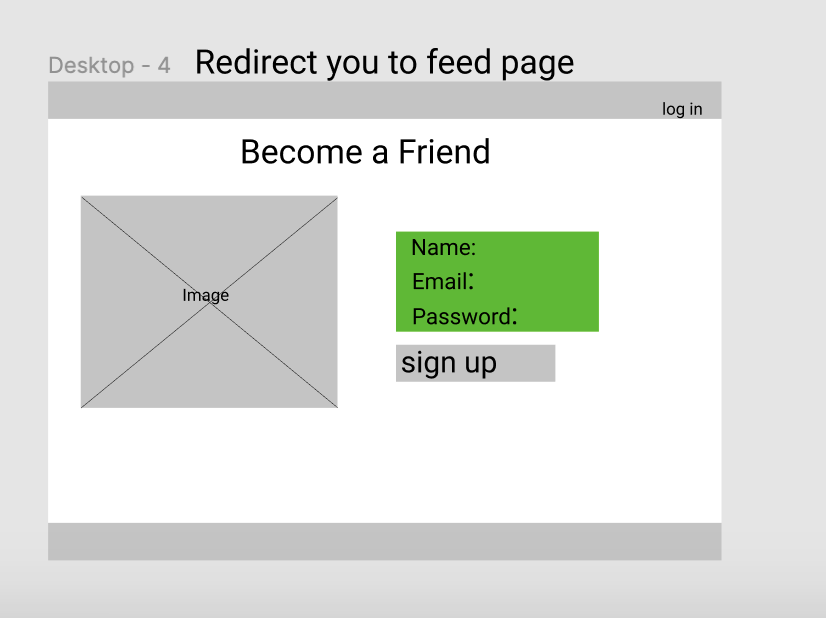 Desktop - 4
Redirect you to feed page
log in
Become a Friend
Image
Name:
Email:
Password:
sign up